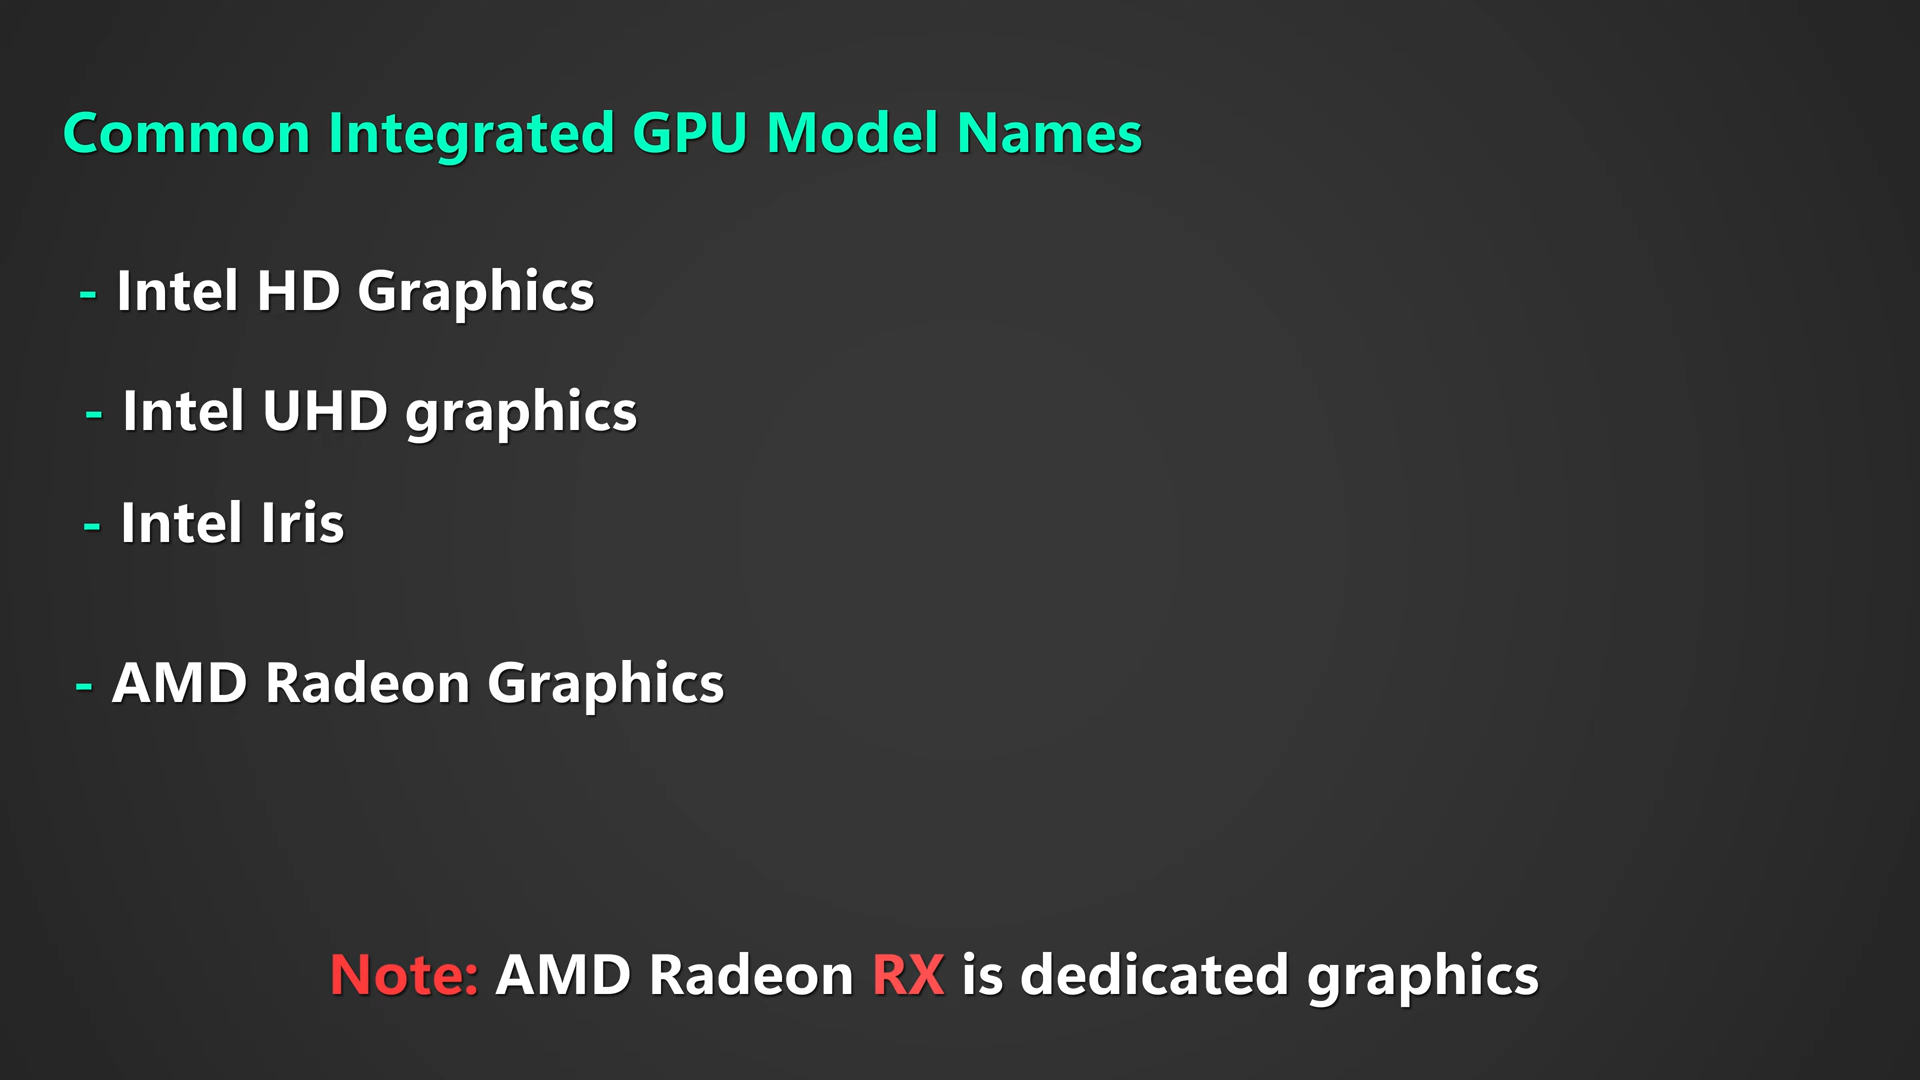 Common Integrated GPU Model Names
- Intel HD Graphics
- Intel UHD graphics
- Intel Iris
- AMD Radeon Graphics
Note: AMD Radeon RX is dedicated graphics